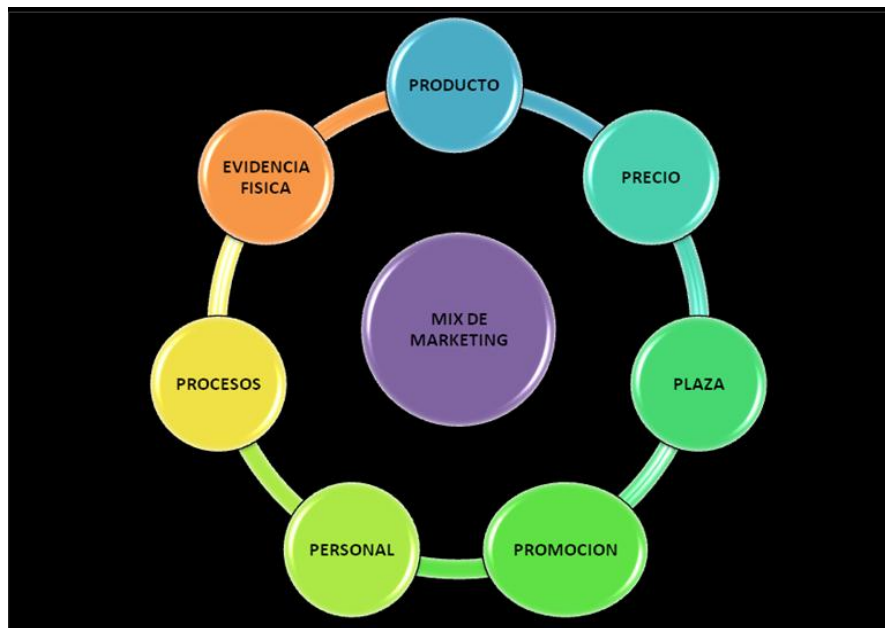 PRODUCTO
PRECIO
PLAZA
PROMOCION
PERSONAL
PROCESOS
EVIDENCIA
FISICA
MIX DE
MARKETING